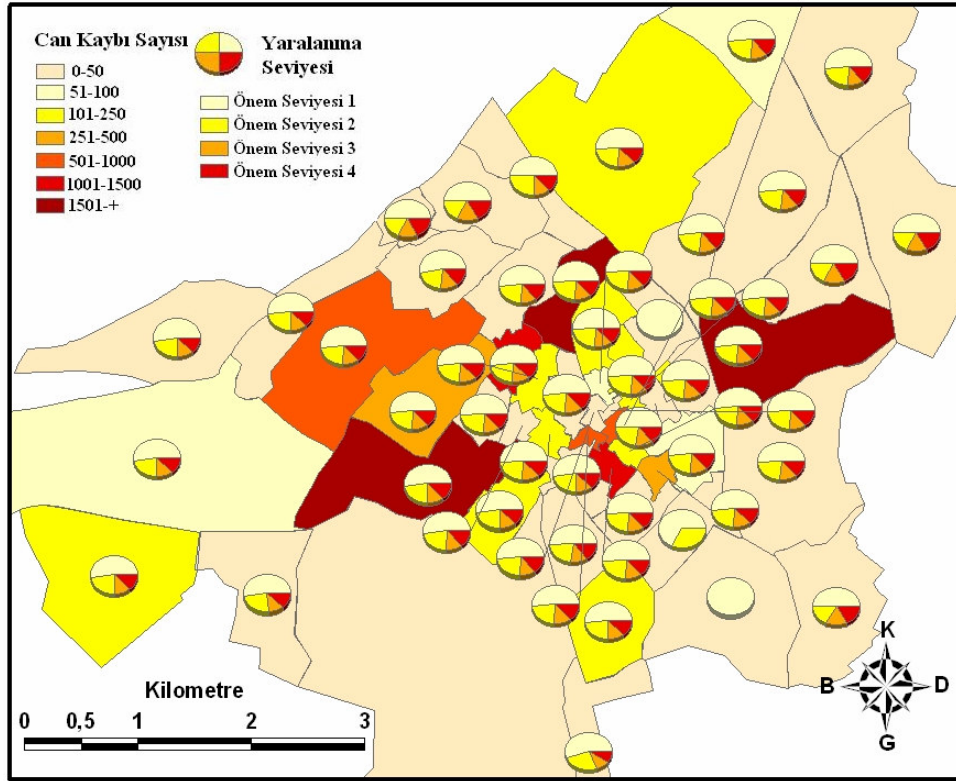 Can Kaybı Sayısı
0-50
51-100
101-250
251-500
501-1000
1001-1500
1501-+
Yaralanma
Seviyesi
Önem Seviyesi 1
Önem Seviyesi 2
Önem Seviyesi 3
Önem Seviyesi 4
K
B D
G
Kilometre
0 0,5 1 2 3